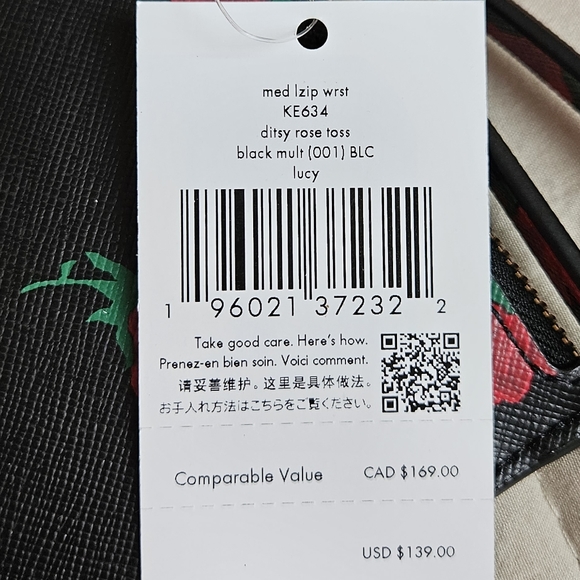 med lzip wrst
KE634
ditsy rose toss
black mult (001) BLC
lucy
1 96021 37232 2
Take good care. Here's how.
Prenez-en bien soin. Voici comment.
请妥善维护。这里是具体做法。
お手入れ方法はこちらをご覧ください。
Comparable Value CAD $169.00
USD $139.00